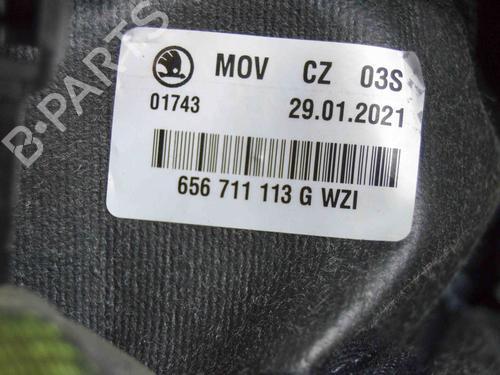 MOV CZ 03S
01743 29.01.2021
656 711 113 G WZI
B-PARTS